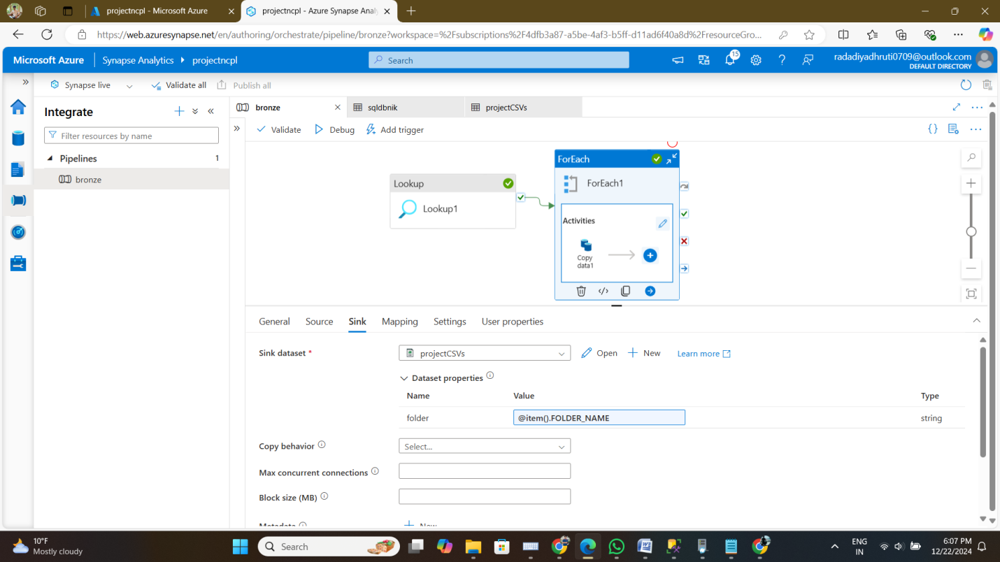 projectncpl - Microsoft Azure
projectncpl - Azure Synapse Anal
https://web.azuresynapse.net/en/authoring/orchestrate/pipeline/bronze?workspace=%2Fsubscriptions%2F4dfb3a87-a5be-4af3-b5ff-d11ad6f40a8d%2FresourceGro...
Microsoft Azure
Synapse Analytics
projectncpl
Search
15
radadiyadhruti0709@outlook.com
DEFAULT DIRECTORY
Synapse live
Validate all
Publish all
Integrate
Filter resources by name
Pipelines
1
bronze
bronze
sqldbnik
projectCSVs
Validate
Debug
Add trigger
Lookup
Lookup1
ForEach
ForEach1
Activities
Copy
data1
General
Source
Sink
Mapping
Settings
User properties
Sink dataset *
projectCSVs
Open
New
Learn more
Dataset properties
Name
Value
Type
folder
@item().FOLDER_NAME
string
Copy behavior
Select...
Max concurrent connections
Block size (MB)
Metadata
New
10°F
Mostly cloudy
Search
ENG
IN
6:07 PM
12/22/2024